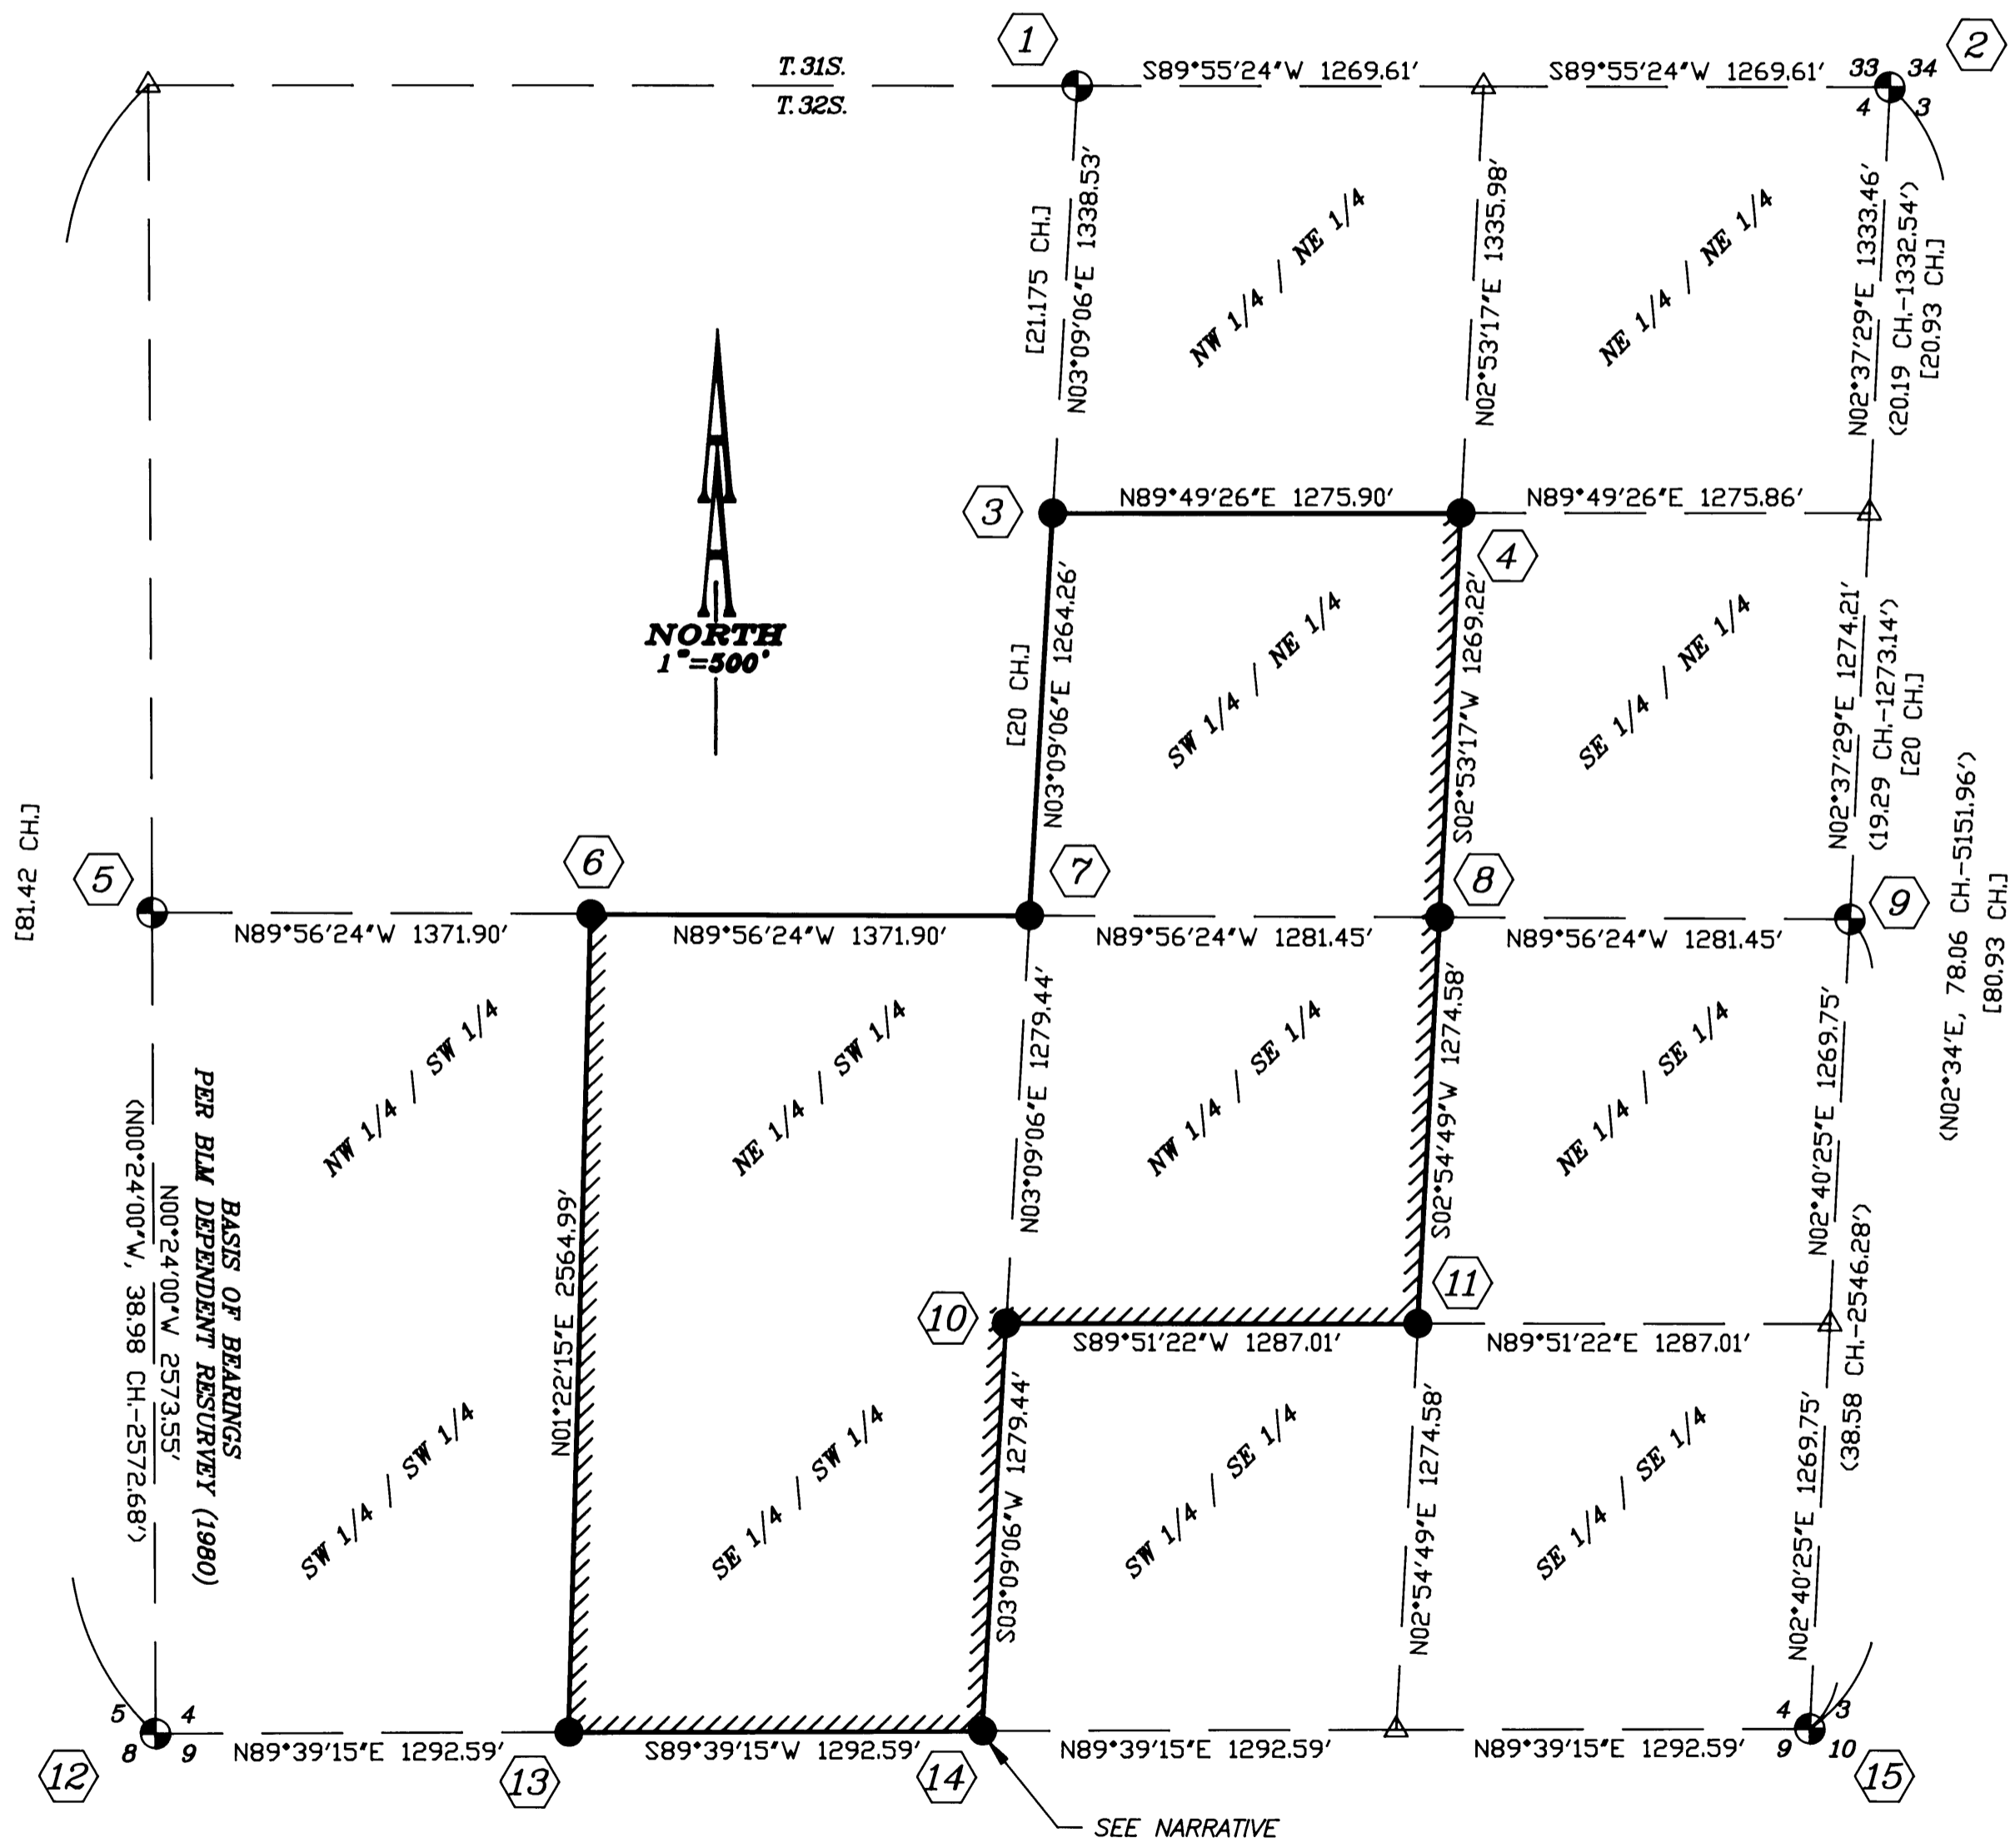 1
2
T.31S.
T.32S.
S89°55'24"W 1269.61'
S89°55'24"W 1269.61'
33 34
4 3
[21.175 CH.]
N03°09'06"E 1338.53'
NW 1/4 / NE 1/4
N02°53'17"E 1335.98'
NE 1/4 / NE 1/4
N02°37'29"E 1333.46'
(20.19 CH.-1332.54')
[20.93 CH.]
3
N89°49'26"E 1275.90'
N89°49'26"E 1275.86'
4
NORTH
1"=500'
[20 CH.]
N03°09'06"E 1264.26'
SW 1/4 / NE 1/4
S02°53'17"W 1269.22'
SE 1/4 / NE 1/4
N02°37'29"E 1274.21'
(19.29 CH.-1273.14')
[20 CH.]
(N02°34'E, 78.06 CH.-5151.96')
[80.93 CH.]
[81.42 CH.]
5
6
7
8
9
N89°56'24"W 1371.90'
N89°56'24"W 1371.90'
N89°56'24"W 1281.45'
N89°56'24"W 1281.45'
NW 1/4 / SW 1/4
NE 1/4 / SW 1/4
N03°09'06"E 1279.44'
NW 1/4 / SE 1/4
S02°54'49"W 1274.58'
NE 1/4 / SE 1/4
N02°40'25"E 1269.75'
BASIS OF BEARINGS
PER BLM DEPENDENT RESURVEY (1980)
N00°24'00"W 2573.55'
(N00°24'00"W, 38.98 CH.-2572.68')
N01°22'15"E 2564.99'
10
11
S89°51'22"W 1287.01'
N89°51'22"E 1287.01'
(38.58 CH.-2546.28')
SW 1/4 / SW 1/4
SE 1/4 / SW 1/4
S03°09'06"W 1279.44'
SW 1/4 / SE 1/4
N02°54'49"E 1274.58'
SE 1/4 / SE 1/4
N02°40'25"E 1269.75'
5 4
8 9
4 3
9 10
N89°39'15"E 1292.59'
S89°39'15"W 1292.59'
N89°39'15"E 1292.59'
N89°39'15"E 1292.59'
12
13
14
15
SEE NARRATIVE